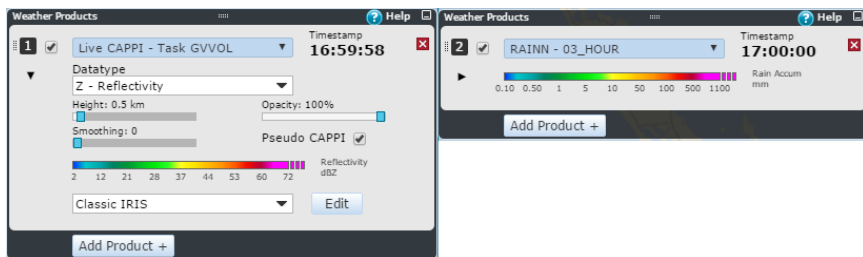 Weather Products
? Help
1
Live CAPPI - Task GVVOL
Timestamp
16:59:58
Datatype
Z - Reflectivity
Height: 0.5 km
Opacity: 100%
Smoothing: 0
Pseudo CAPPI
2 12 21 28 37 44 53 60 72
Reflectivity
dBZ
Classic IRIS
Edit
Add Product +
Weather Products
? Help
2
RAINN - 03_HOUR
Timestamp
17:00:00
0.10 0.50 1 5 10 50 100 500 1100
Rain Accum
mm
Add Product +